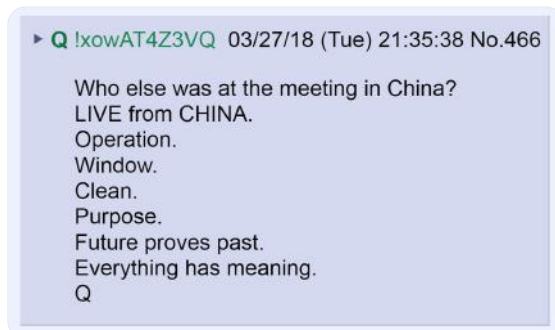 ▸ Q !xowAT4Z3VQ 03/27/18 (Tue) 21:35:38 No.466
Who else was at the meeting in China?
LIVE from CHINA.
Operation.
Window.
Clean.
Purpose.
Future proves past.
Everything has meaning.
Q